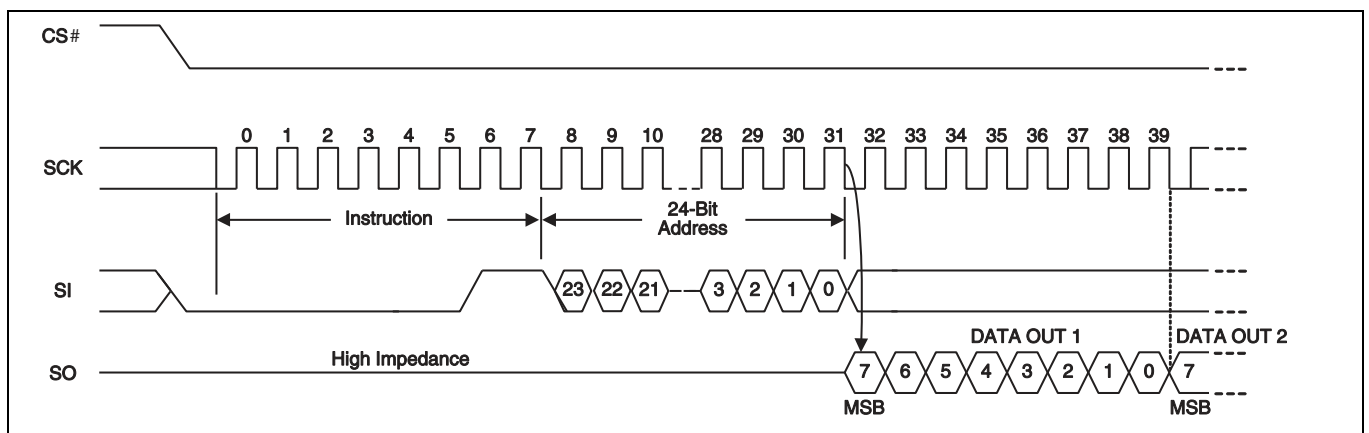 CS#
0 1 2 3 4 5 6 7 8 9 10 28 29 30 31 32 33 34 35 36 37 38 39
SCK
Instruction
24-Bit
Address
SI
23 22 21 3 2 1 0
DATA OUT 1 DATA OUT 2
High Impedance
SO
7 6 5 4 3 2 1 0 7
MSB MSB